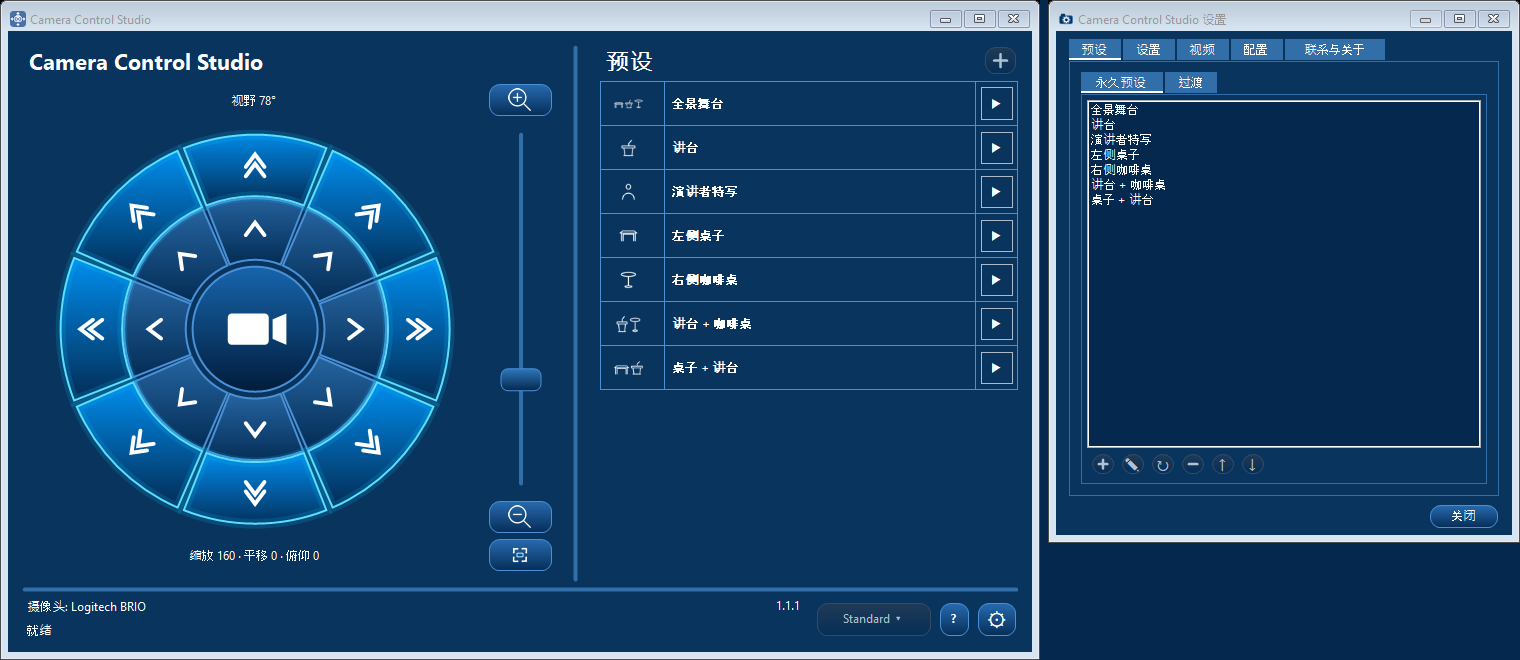 Camera Control Studio
Camera Control Studio
视野 78°
缩放 160 · 平移 0 · 俯仰 0
预设
全景舞台
讲台
演讲者特写
左侧桌子
右侧咖啡桌
讲台 + 咖啡桌
桌子 + 讲台
摄像头: Logitech BRIO
就绪
1.1.1
Standard
?
Camera Control Studio 设置
预设 设置 视频 配置 联系与关于
永久预设 过渡
全景舞台
讲台
演讲者特写
左侧桌子
右侧咖啡桌
讲台 + 咖啡桌
桌子 + 讲台
关闭